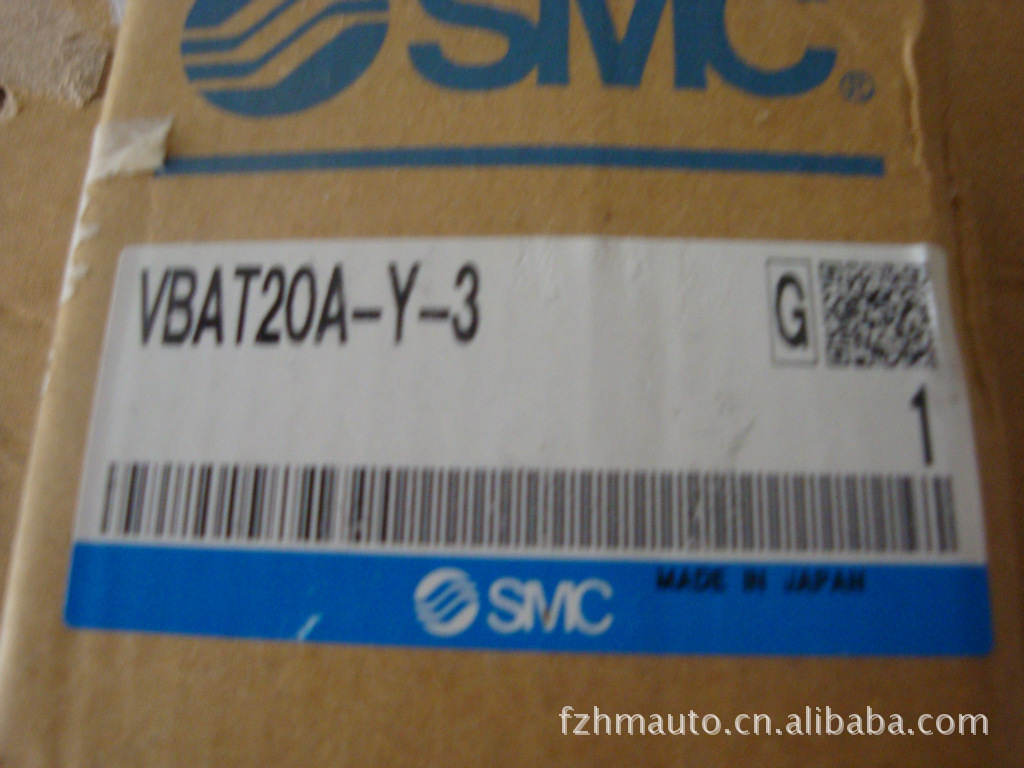 SMC®
VBAT20A-Y-3
G
1
SMC
MADE IN JAPAN
fzhmauto.cn.alibaba.com